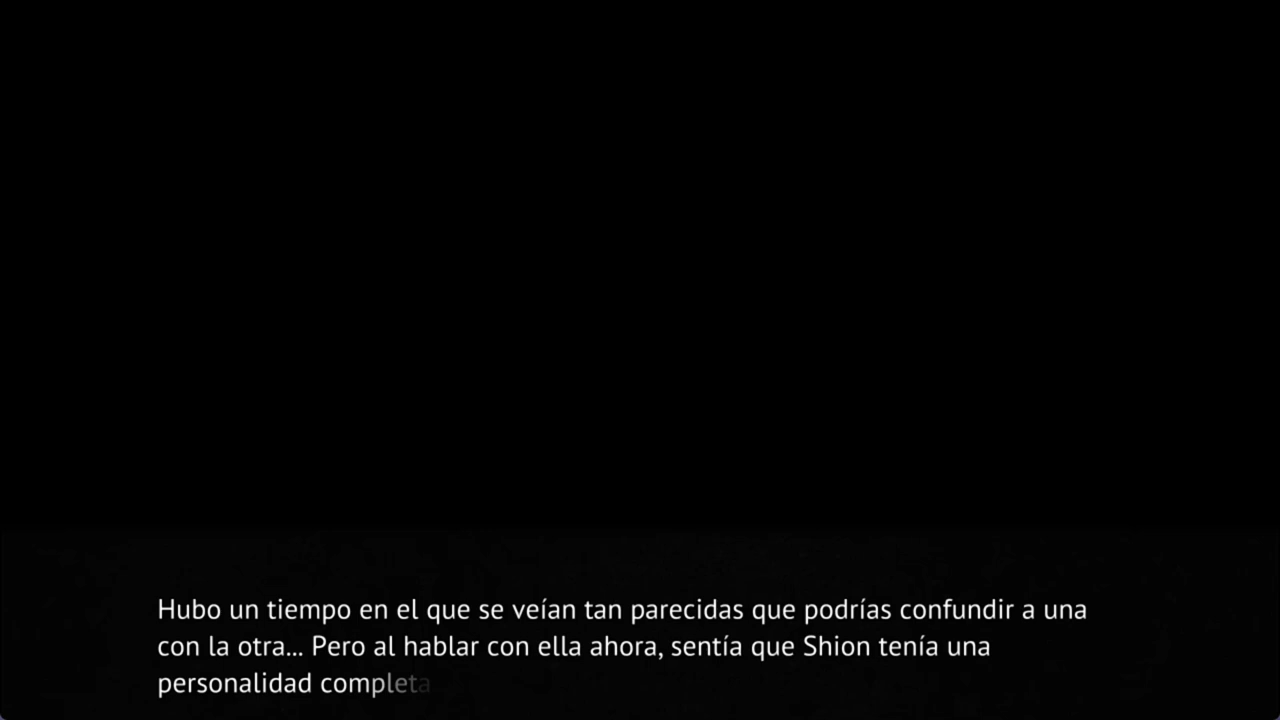 Hubo un tiempo en el que se veían tan parecidas que podrías confundir a una
con la otra... Pero al hablar con ella ahora, sentía que Shion tenía una
personalidad completa